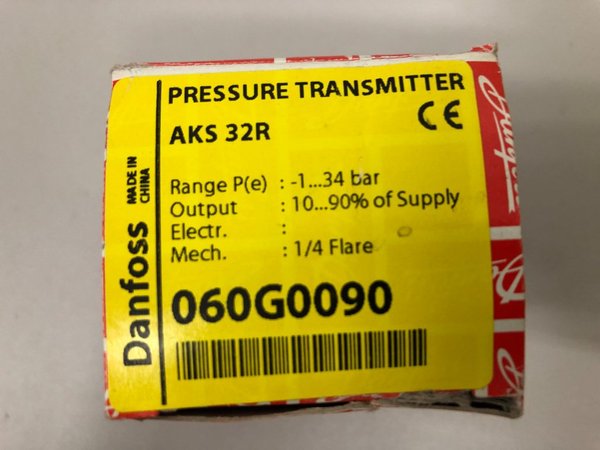 PRESSURE TRANSMITTER
AKS 32R
CE
Range P(e) : -1...34 bar
Output : 10...90% of Supply
Electr. :
Mech. : 1/4 Flare
060G0090
Danfoss
MADE IN
CHINA
Danfoss